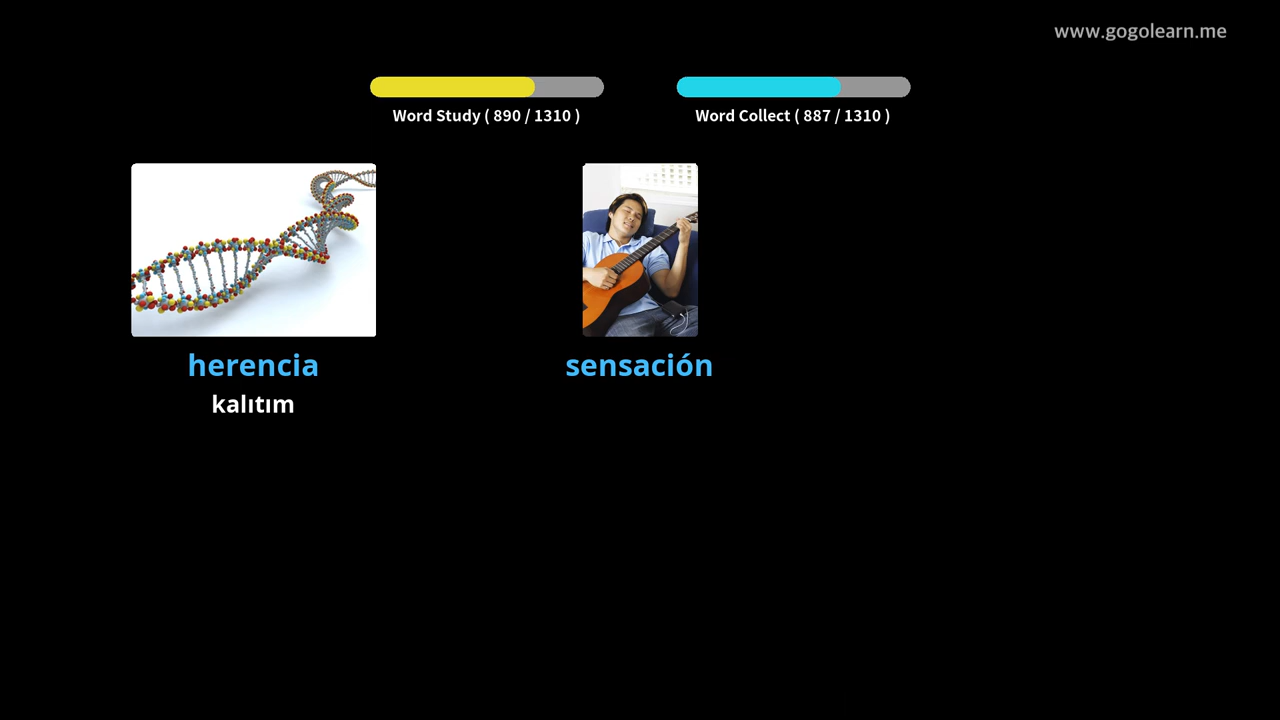 www.gogolearn.me
Word Study ( 890 / 1310 )
Word Collect ( 887 / 1310 )
herencia
kalıtım
sensación